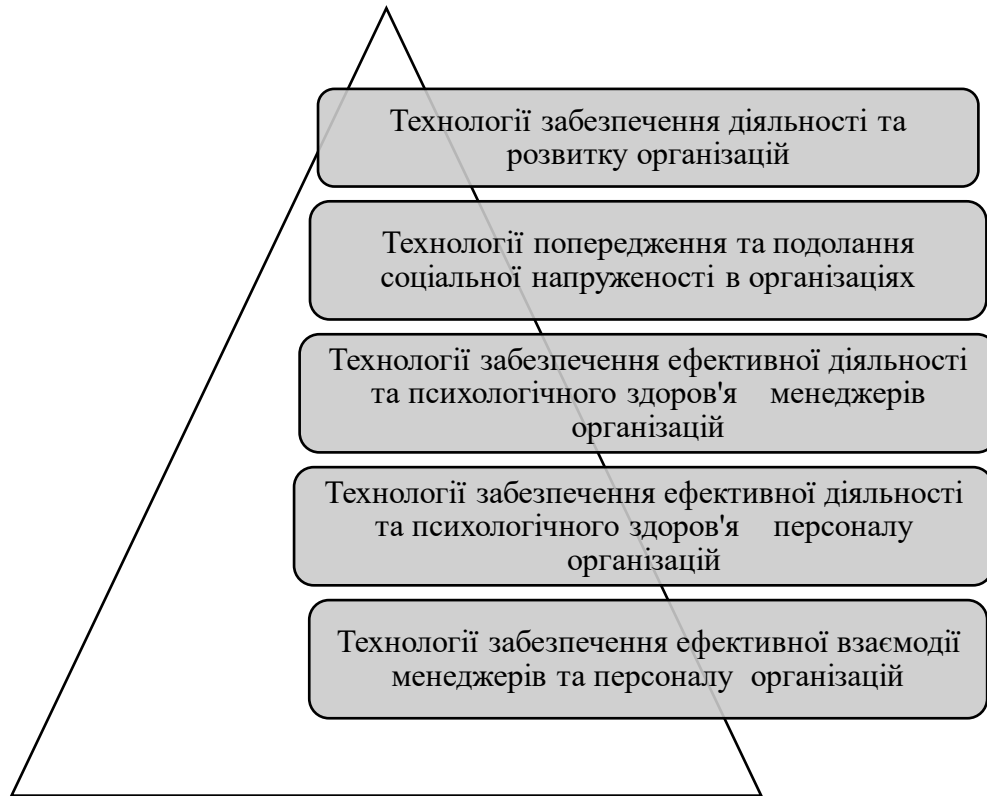 Технології забезпечення діяльності та
розвитку організацій
Технології попередження та подолання
соціальної напруженості в організаціях
Технології забезпечення ефективної діяльності
та психологічного здоров'я менеджерів
організацій
Технології забезпечення ефективної діяльності
та психологічного здоров'я персоналу
організацій
Технології забезпечення ефективної взаємодії
менеджерів та персоналу організацій